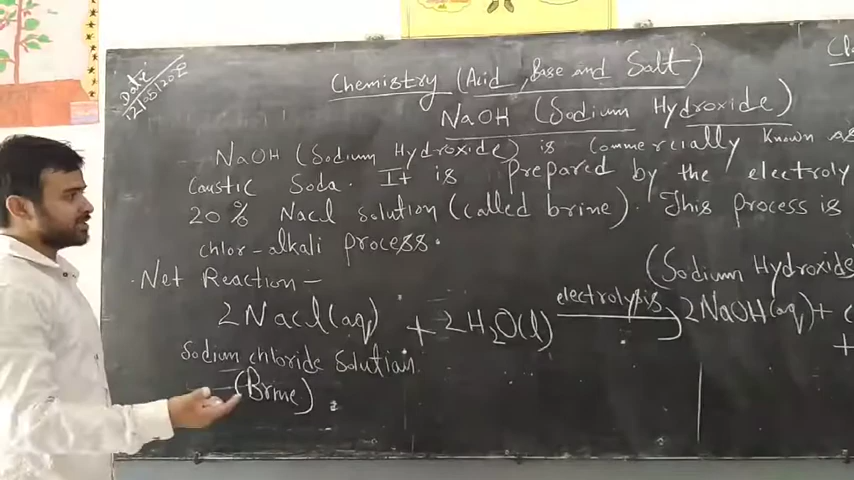 Date
12/05/202
Chemistry (Acid, Base and Salt)
NaOH (Sodium Hydroxide)
NaOH (Sodium Hydroxide) is Commercially Known as
Caustic Soda. It is prepared by the electroly
20% Nacl solution (called brine). This process is
chlor-alkali process.
Net Reaction -
(Sodium Hydroxide
2Nacl(aq) + 2H2O(l) electrolysis 2NaOH(aq) +
Sodium chloride Solution
(Brine)